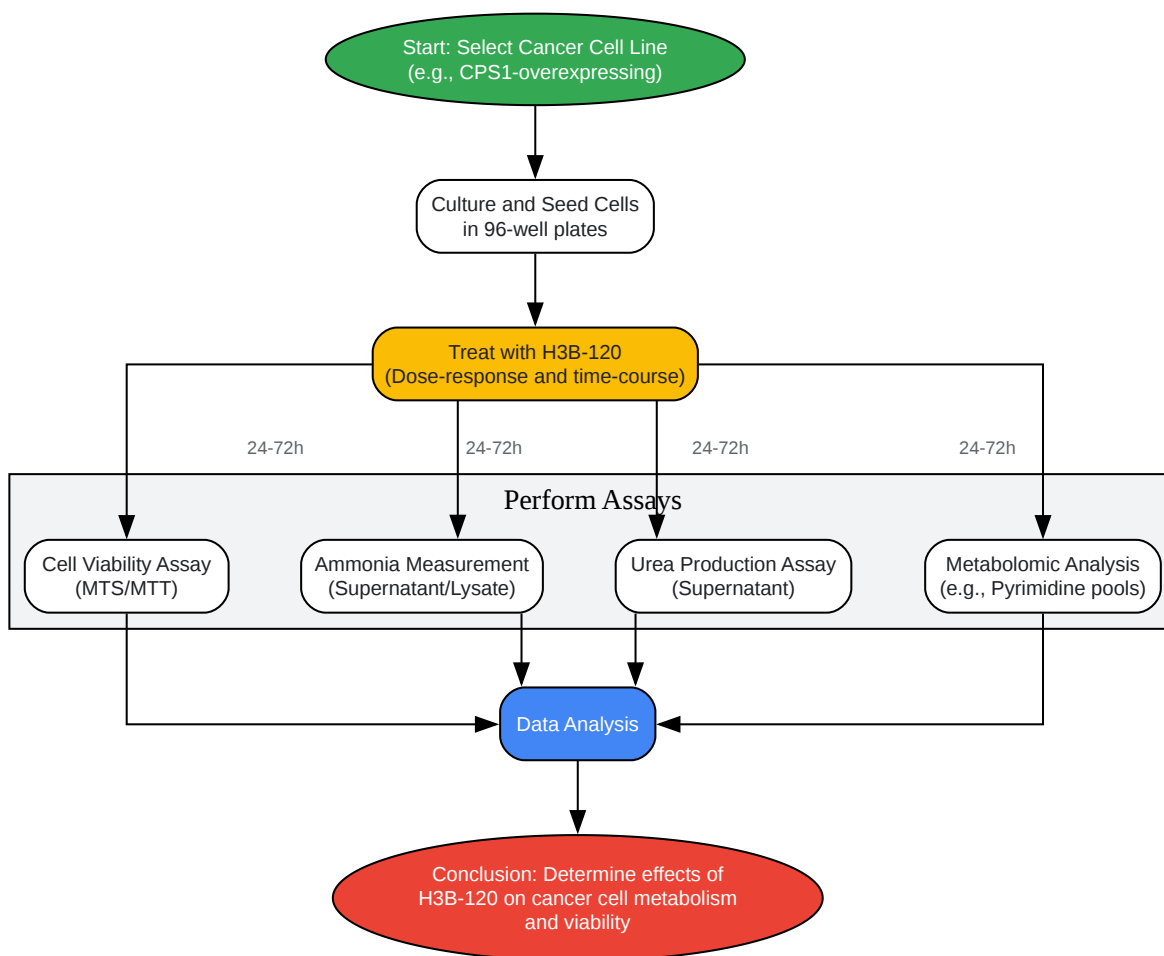 Start: Select Cancer Cell Line
(e.g., CPS1-overexpressing)
Culture and Seed Cells
in 96-well plates
Treat with H3B-120
(Dose-response and time-course)
24-72h
24-72h
24-72h
24-72h
Perform Assays
Cell Viability Assay
(MTS/MTT)
Ammonia Measurement
(Supernatant/Lysate)
Urea Production Assay
(Supernatant)
Metabolomic Analysis
(e.g., Pyrimidine pools)
Data Analysis
Conclusion: Determine effects of
H3B-120 on cancer cell metabolism
and viability